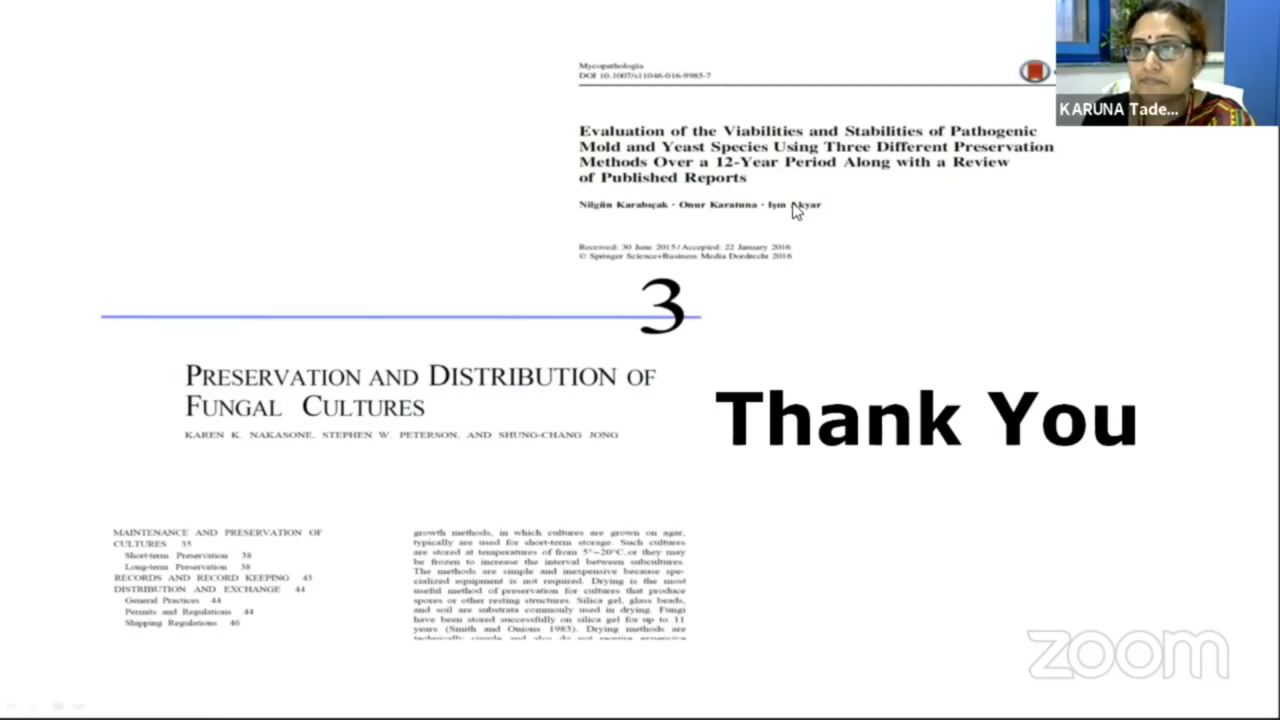 Mycopathologia
DOI 10.1007/s11046-016-9985-7
KARUNA Tade...
Evaluation of the Viabilities and Stabilities of Pathogenic
Mold and Yeast Species Using Three Different Preservation
Methods Over a 12-Year Period Along with a Review
of Published Reports
Nilgün Karabıçak · Onur Karatuna · Işın Akyar
Received: 30 June 2015 / Accepted: 22 January 2016
© Springer Science+Business Media Dordrecht 2016
3
PRESERVATION AND DISTRIBUTION OF
FUNGAL CULTURES
KAREN K. NAKASONE, STEPHEN W. PETERSON, AND SHUNG-CHANG JONG
Thank You
MAINTENANCE AND PRESERVATION OF
CULTURES 35
Short-term Preservation 38
Long-term Preservation 38
RECORDS AND RECORD KEEPING 43
DISTRIBUTION AND EXCHANGE 44
General Practices 44
Permits and Regulations 44
Shipping Regulations 46
growth methods, in which cultures are grown on agar,
typically are used for short-term storage. Such cultures
are stored at temperatures of from 5°–20°C, or they may
be frozen to increase the interval between subcultures.
The methods are simple and inexpensive because spe-
cialized equipment is not required. Drying is the most
useful method of preservation for cultures that produce
spores or other resting structures. Silica gel, glass beads,
and soil are substrata commonly used in drying. Fungi
have been stored successfully on silica gel for up to 11
years (Smith and Onions 1983). Drying methods are
technically simple and also do not require expensive
zoom